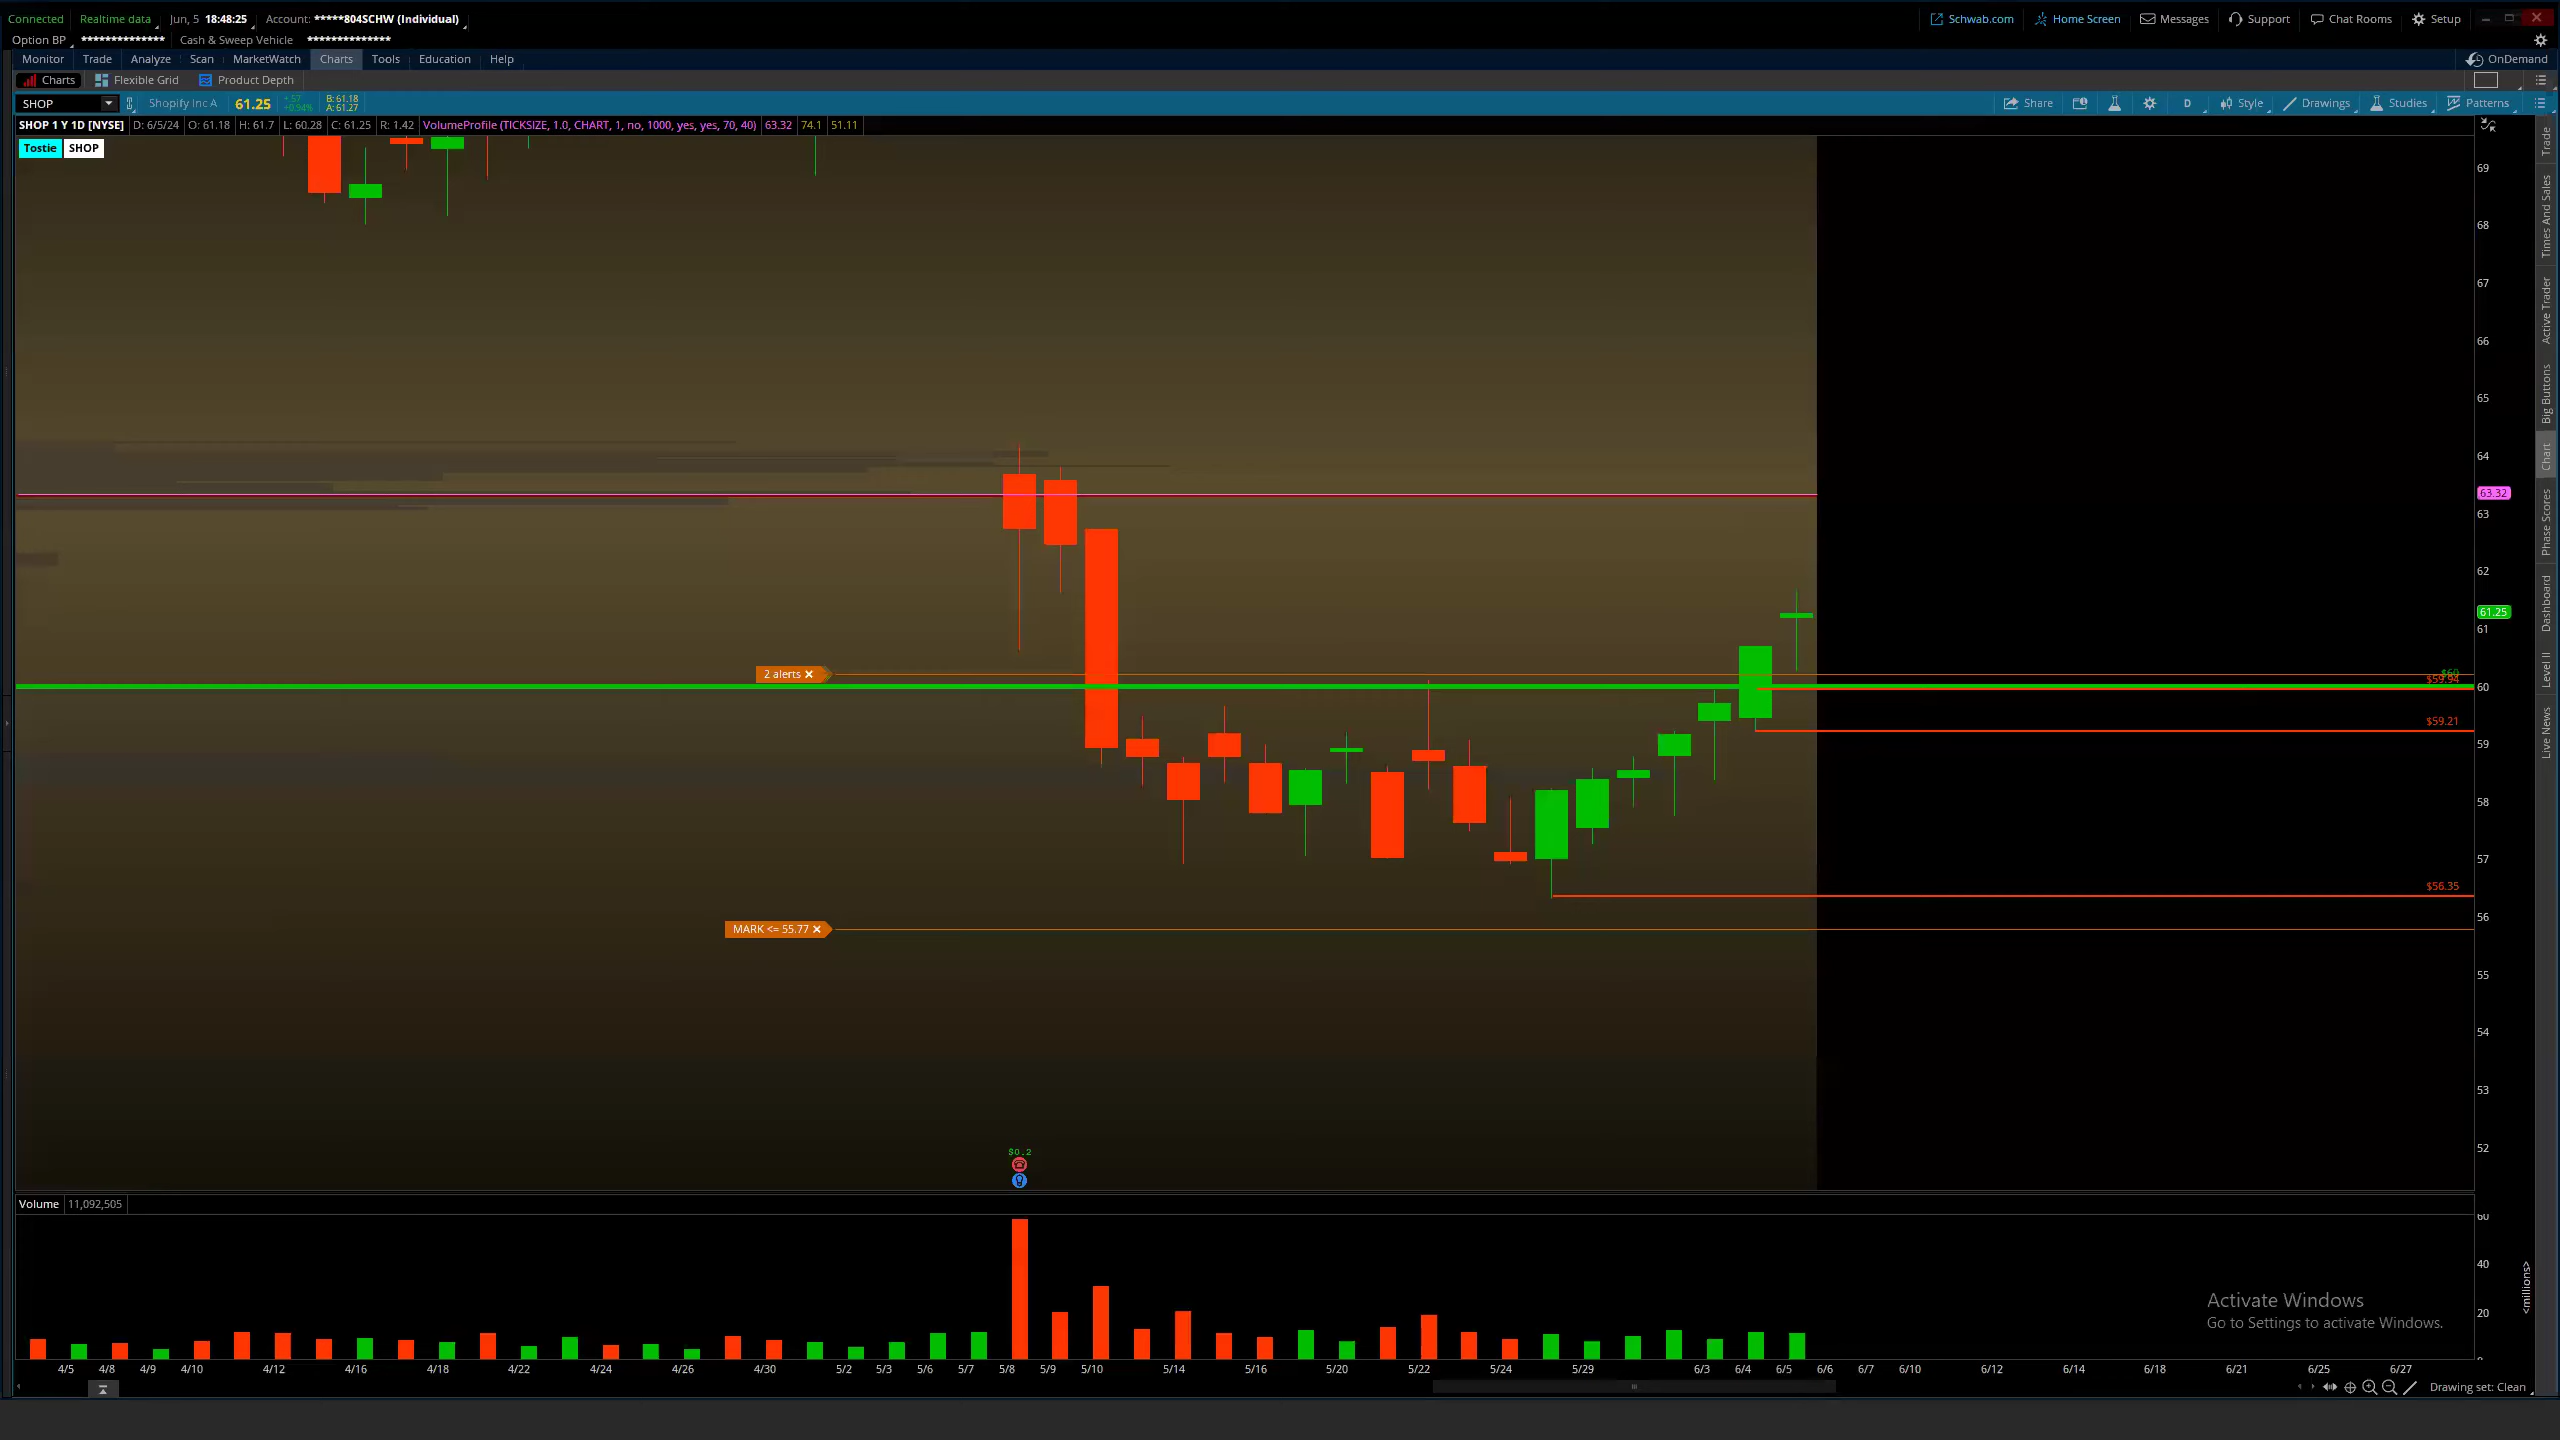 Connected Realtime data Jun, 5 18:48:25 Account: *****804SCHW (Individual) Schwab.com Home Screen Messages Support Chat Rooms Setup
Option BP ************** Cash & Sweep Vehicle **************
Monitor Trade Analyze Scan MarketWatch Charts Tools Education Help OnDemand
Charts Flexible Grid Product Depth
SHOP Shopify Inc A 61.25 +.57 +0.94% B: 61.18 A: 61.27 Share D Style Drawings Studies Patterns
SHOP 1 Y 1D [NYSE] D: 6/5/24 O: 61.18 H: 61.7 L: 60.28 C: 61.25 R: 1.42 VolumeProfile (TICKSIZE, 1.0, CHART, 1, no, 1000, yes, yes, 70, 40) 63.32 74.1 51.11
Tostie SHOP
69
68
67
66
65
64
63.32
63
62
61.25
61
2 alerts
$60
$59.94
60
$59.21
59
58
57
$56.35
56
MARK <= 55.77
55
54
53
52
$0.2
Volume 11,092,505
60
40
20
<millions>
Activate Windows
Go to Settings to activate Windows.
4/5 4/8 4/9 4/10 4/12 4/16 4/18 4/22 4/24 4/26 4/30 5/2 5/3 5/6 5/7 5/8 5/9 5/10 5/14 5/16 5/20 5/22 5/24 5/29 6/3 6/4 6/5 6/6 6/7 6/10 6/12 6/14 6/18 6/21 6/25 6/27
Drawing set: Clean
Trade
Times And Sales
Active Trader
Big Buttons
Chart
Phase Scores
Dashboard
Level II
Live News